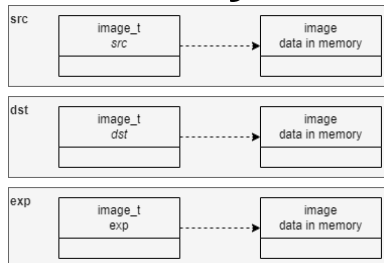 src
image_t
src
image
data in memory
dst
image_t
dst
image
data in memory
exp
image_t
exp
image
data in memory